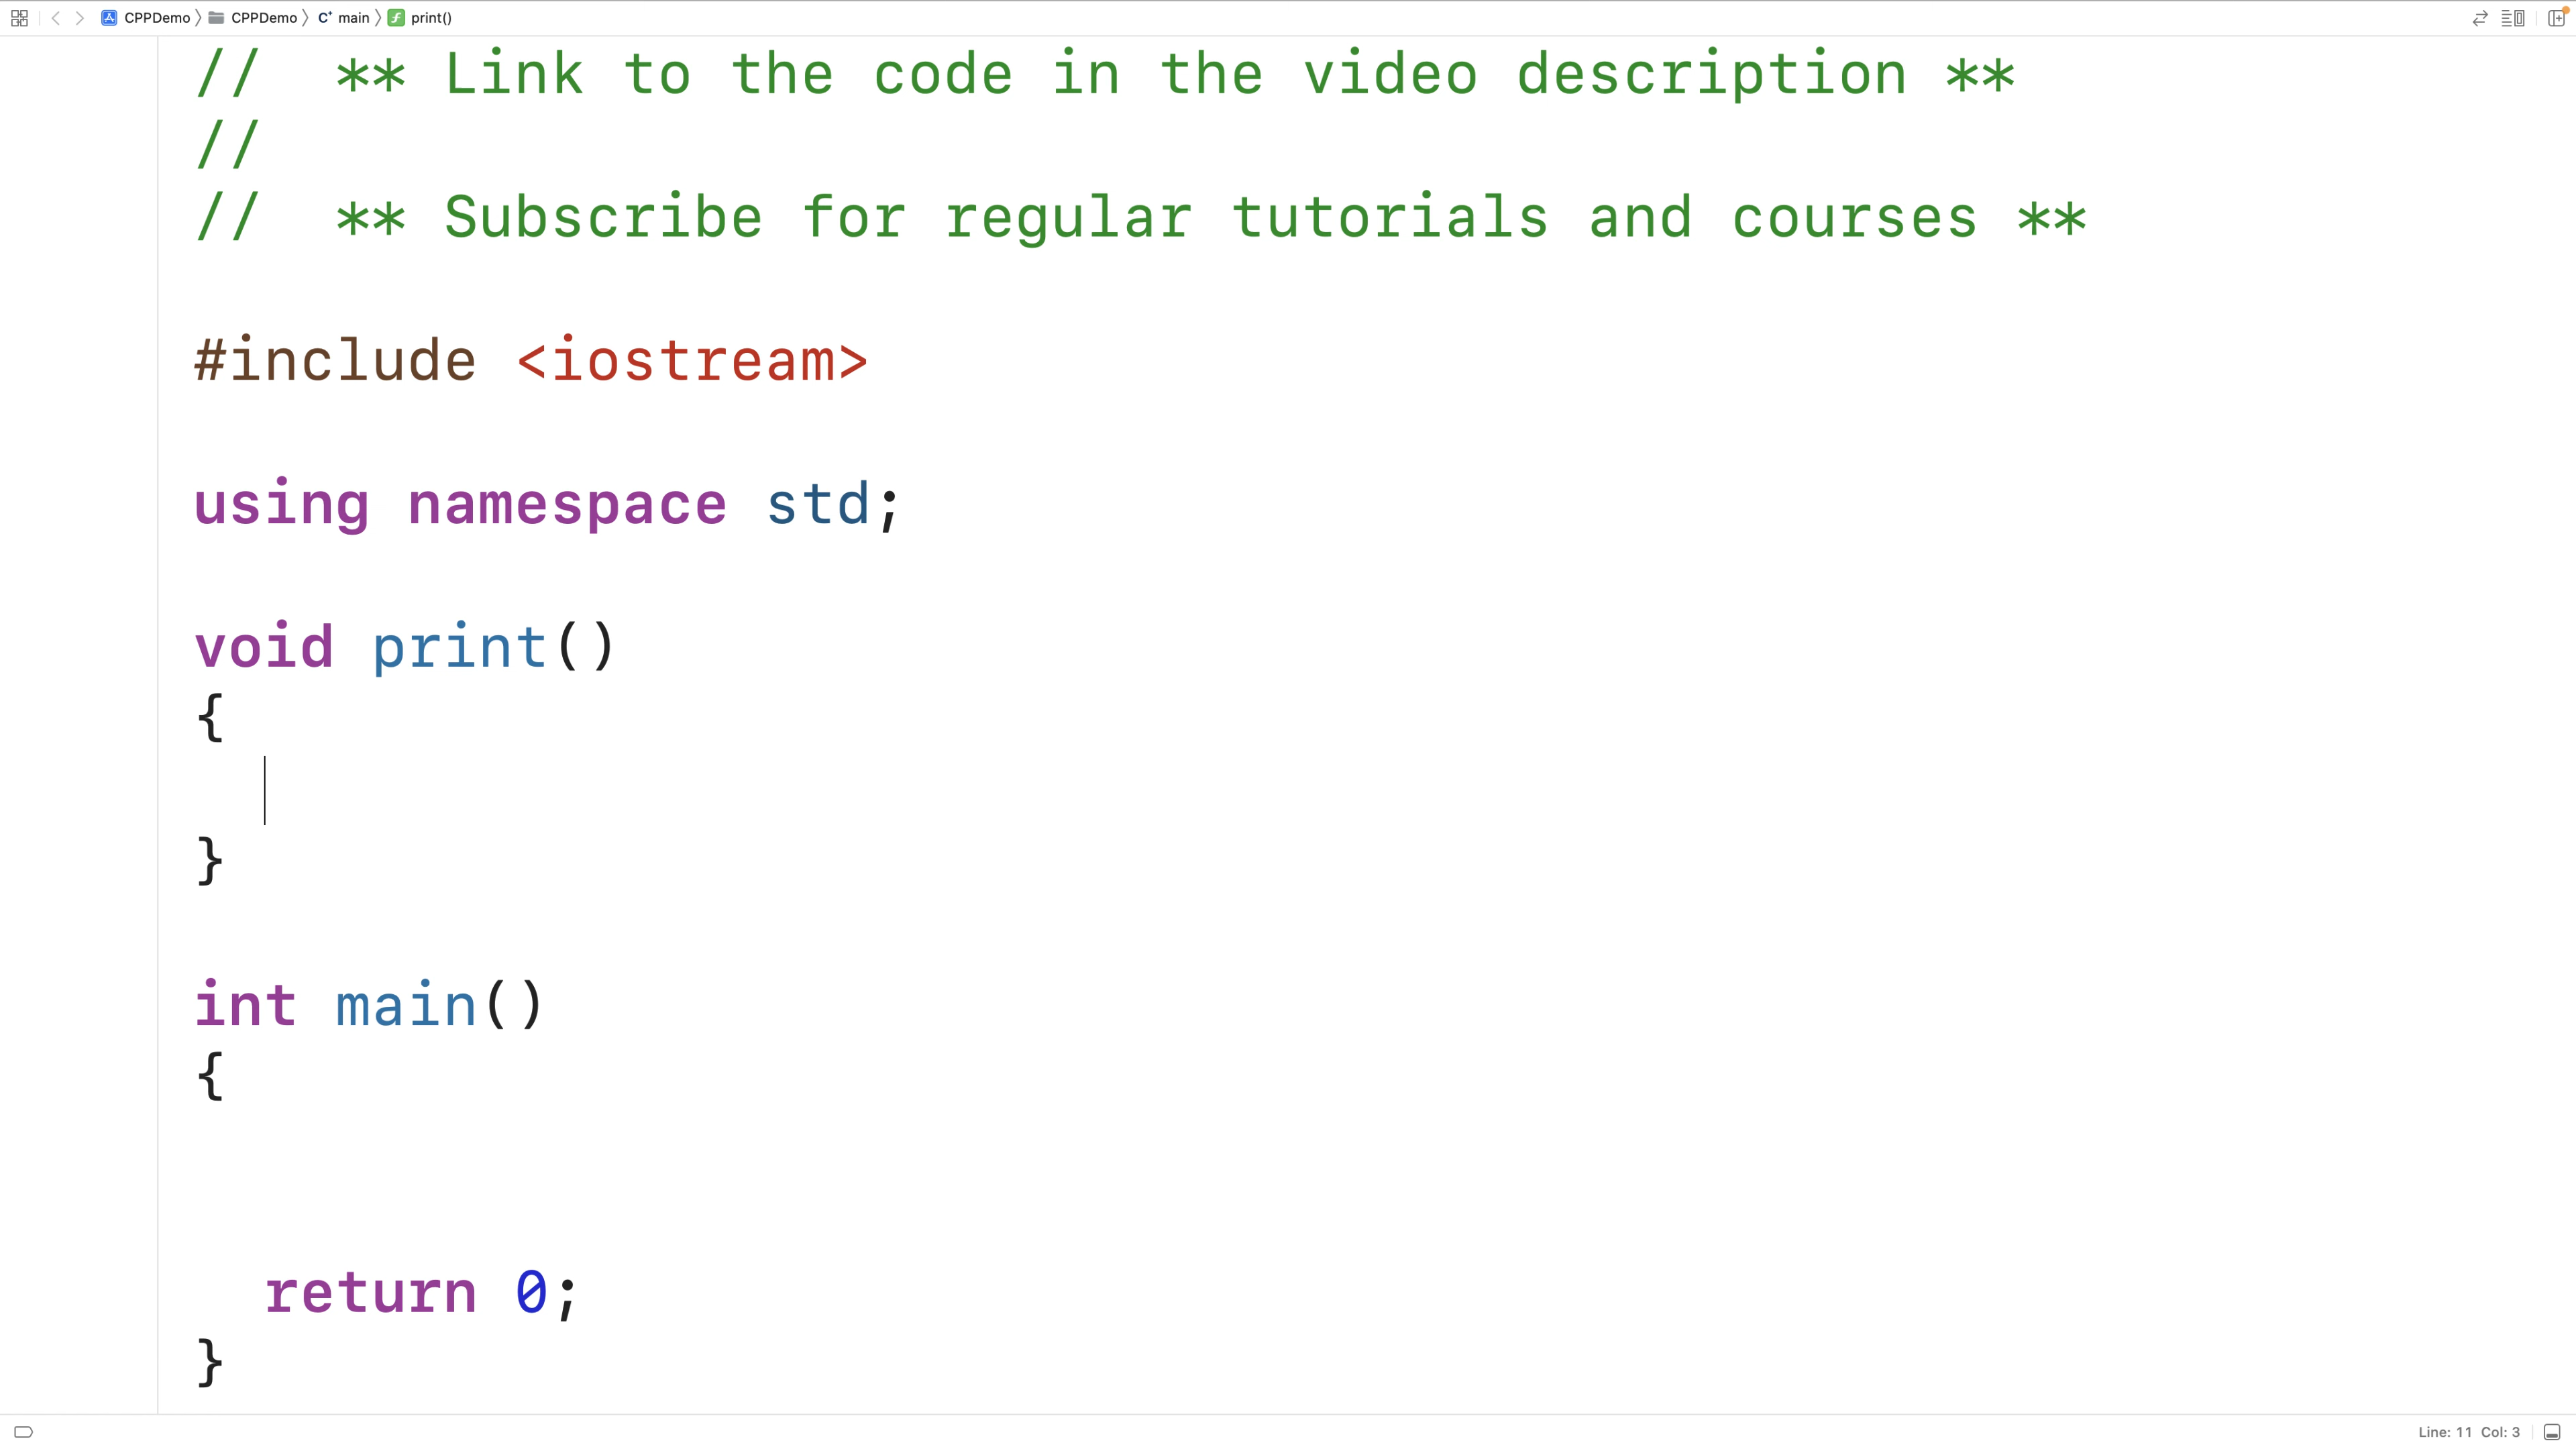 CPPDemo CPPDemo C+ main f print()
// ** Link to the code in the video description **
//
// ** Subscribe for regular tutorials and courses **
#include <iostream>
using namespace std;
void print()
{
}
int main()
{
return 0;
}
Line: 11 Col: 3